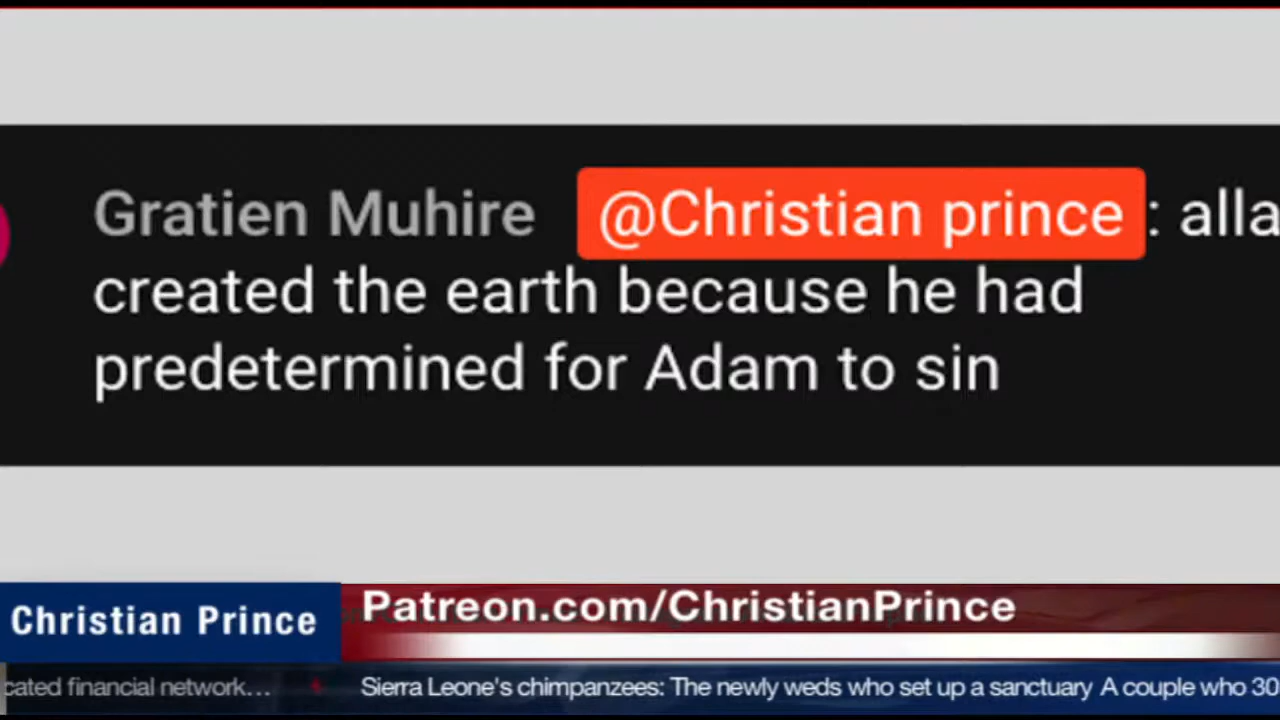 Gratien Muhire @Christian prince : alla
created the earth because he had
predetermined for Adam to sin
Christian Prince
Patreon.com/ChristianPrince
cated financial network...
Sierra Leone's chimpanzees: The newly weds who set up a sanctuary A couple who 30